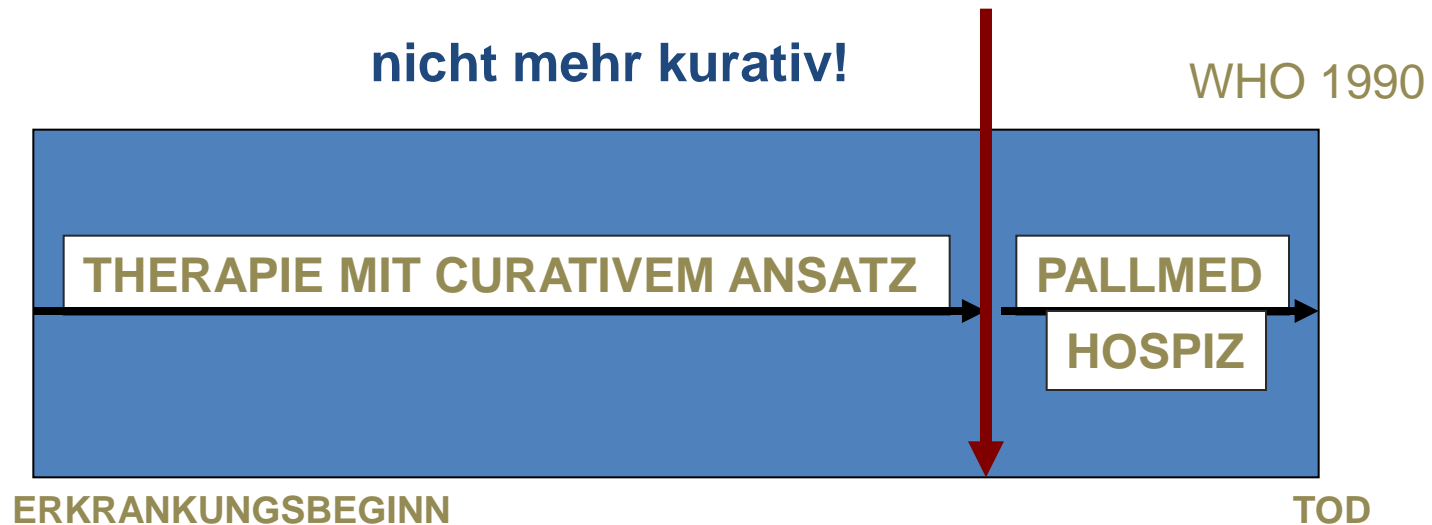 nicht mehr kurativ!
WHO 1990
THERAPIE MIT CURATIVEM ANSATZ
PALLMED
HOSPIZ
ERKRANKUNGSBEGINN
TOD